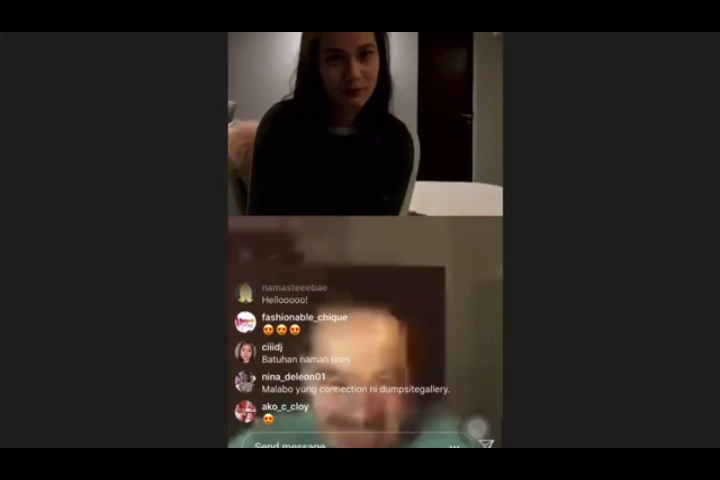 namasteeebae
Hellooooo!
fashionable_chique
ciiidj
Batuhan naman lines
nina_deleon01
Malabo yung connection ni dumpsitegallery.
ako_c_cloy
Send message